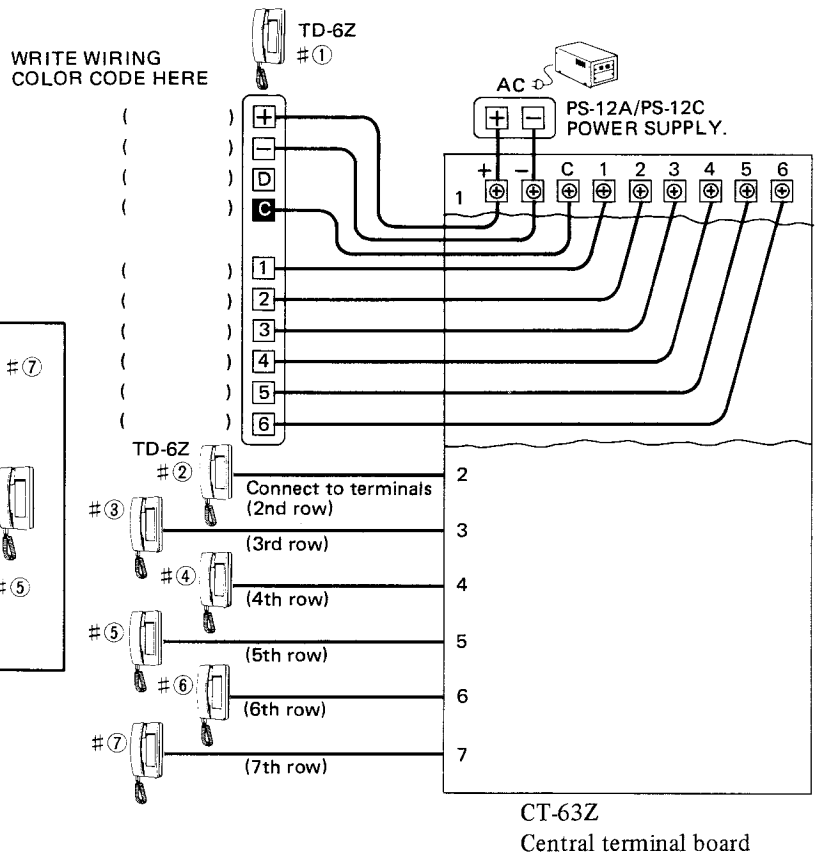 TD-6Z
#①
WRITE WIRING
COLOR CODE HERE
AC
PS-12A/PS-12C
POWER SUPPLY.
+ −
( ) +
( ) −
( ) D
( ) C
( ) 1
( ) 2
( ) 3
( ) 4
( ) 5
( ) 6
+ − C 1 2 3 4 5 6
1
#⑦
#⑤
TD-6Z
#②
Connect to terminals
(2nd row)
2
#③
(3rd row)
3
#④
(4th row)
4
#⑤
(5th row)
5
#⑥
(6th row)
6
#⑦
(7th row)
7
CT-63Z
Central terminal board